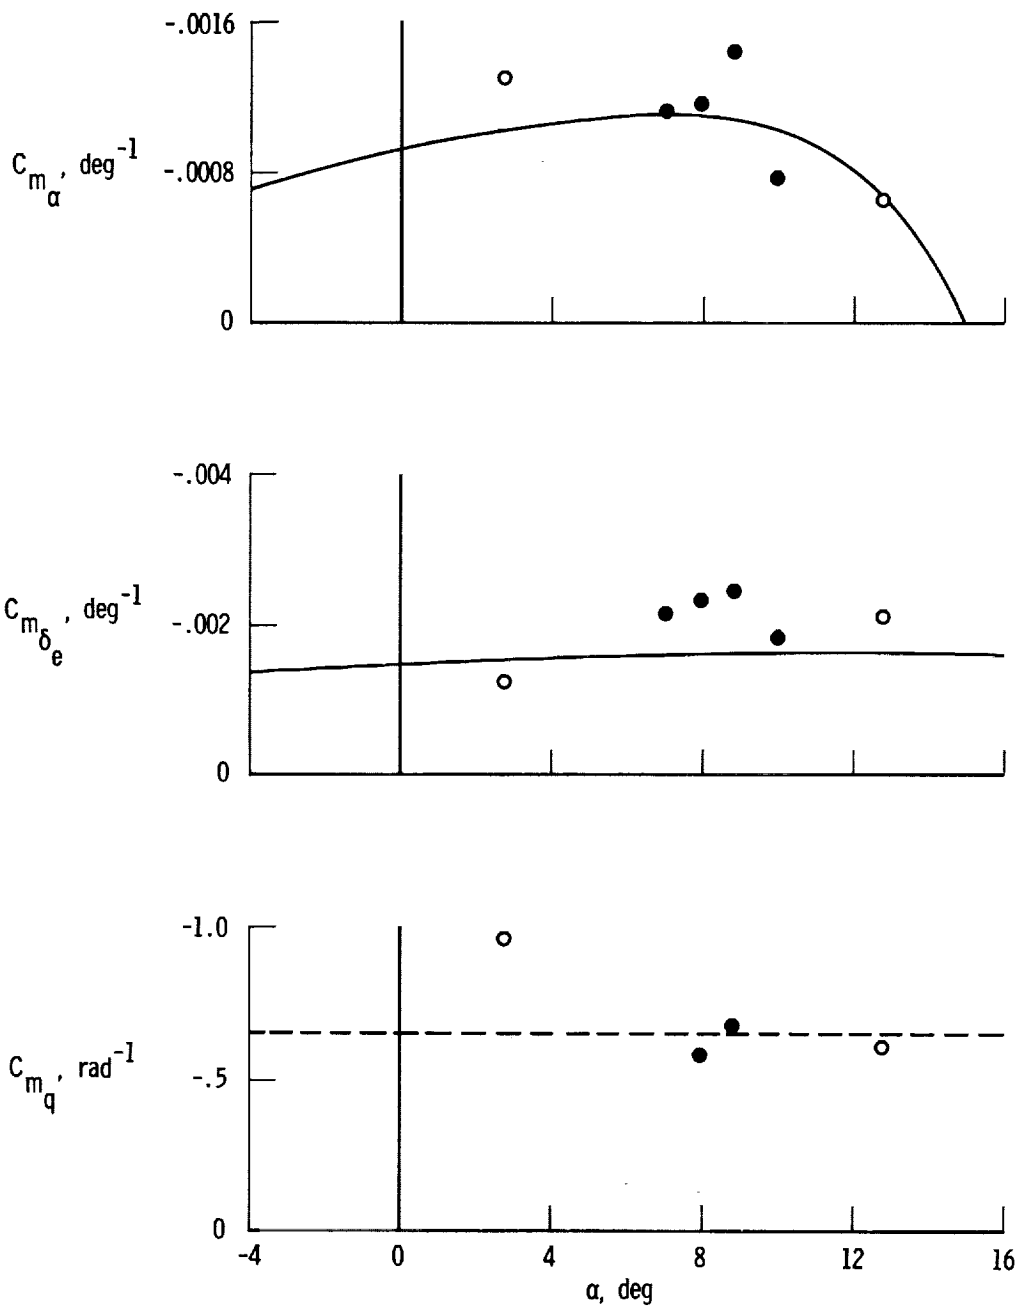 -.0016
C_mα, deg⁻¹
-.0008
0
-.004
C_mδe, deg⁻¹
-.002
0
-1.0
C_mq, rad⁻¹
-.5
0
-4 0 4 8 12 16
α, deg